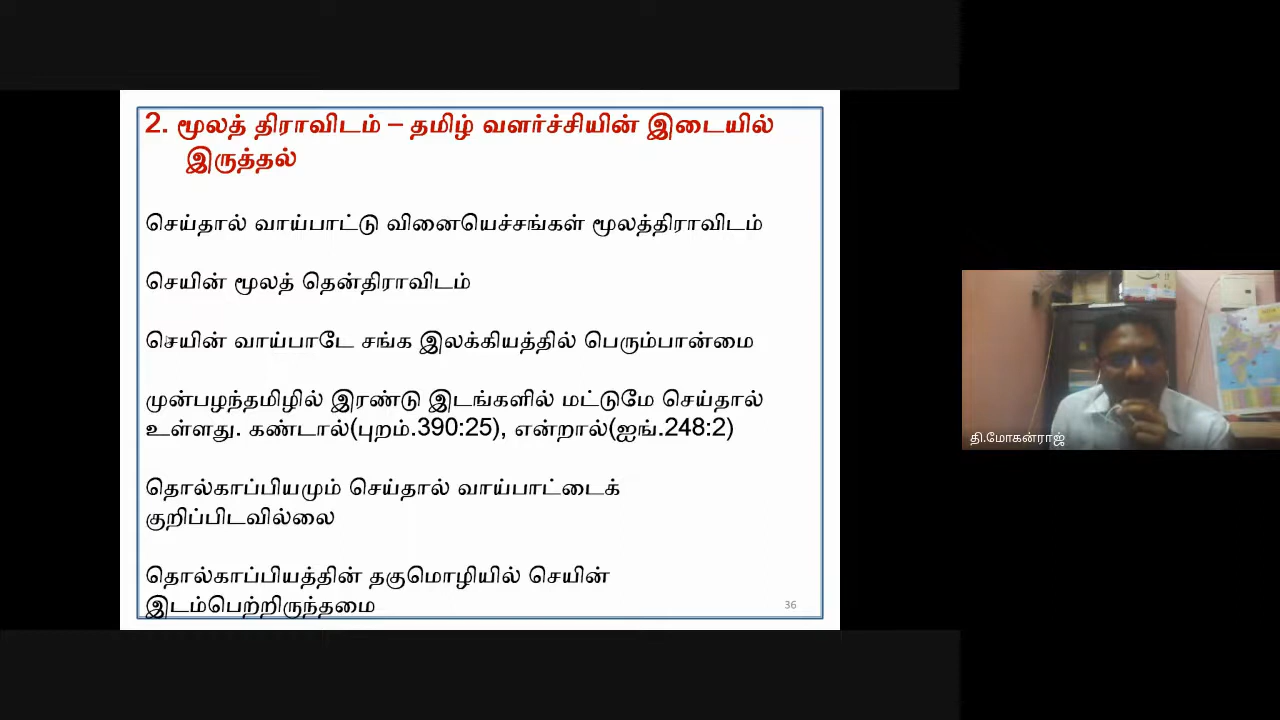 2. மூலத் திராவிடம் – தமிழ் வளர்ச்சியின் இடையில்
இருத்தல்
செய்தால் வாய்பாட்டு வினையெச்சங்கள் மூலத்திராவிடம்
செயின் மூலத் தென்திராவிடம்
செயின் வாய்பாடே சங்க இலக்கியத்தில் பெரும்பான்மை
முன்பழந்தமிழில் இரண்டு இடங்களில் மட்டுமே செய்தால்
உள்ளது. கண்டால்(புறம்.390:25), என்றால்(ஐங்.248:2)
தொல்காப்பியமும் செய்தால் வாய்பாட்டைக்
குறிப்பிடவில்லை
தொல்காப்பியத்தின் தகுமொழியில் செயின்
இடம்பெற்றிருந்தமை
36
தி.மோகன்ராஜ்